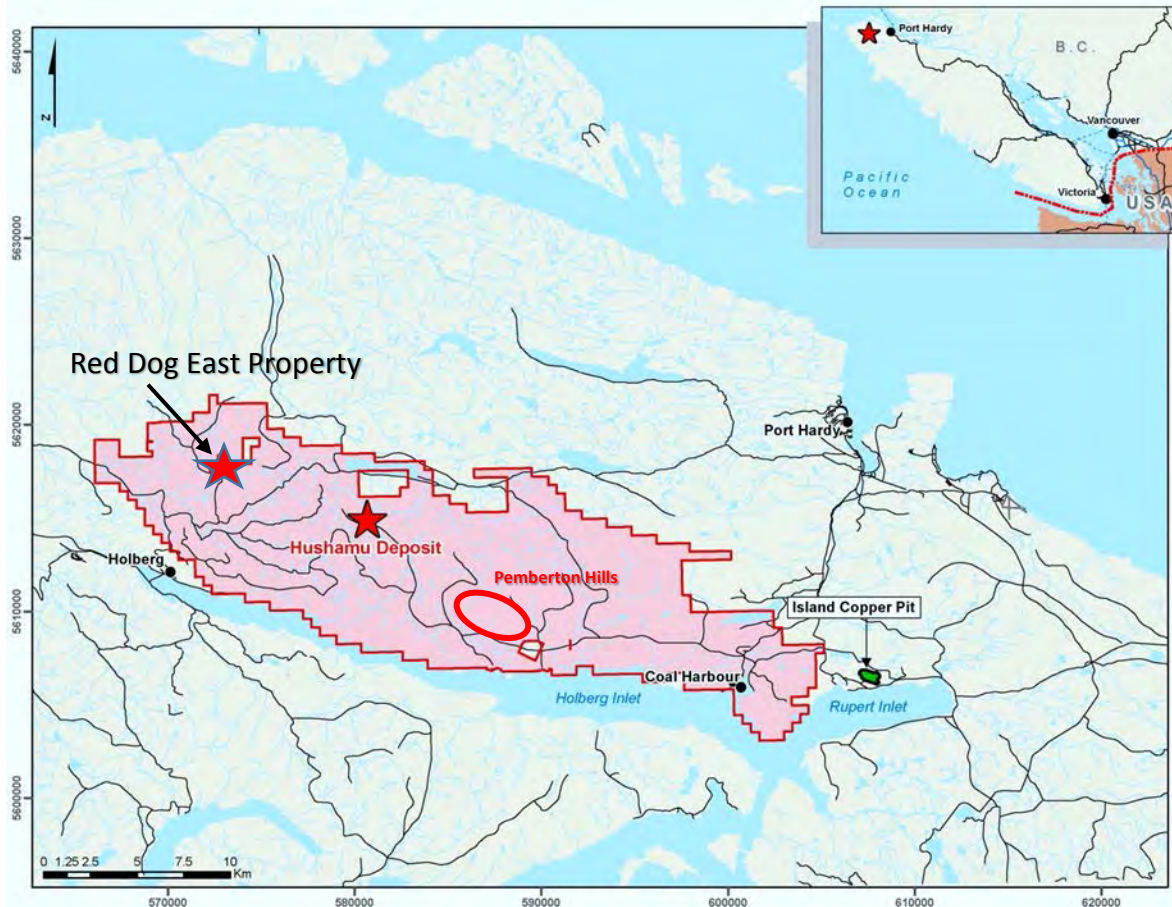 Port Hardy
B.C.
Vancouver
Pacific
Ocean
Victoria
USA
5640000
N
5630000
Red Dog East Property
5620000
Port Hardy
Hushamu Deposit
Holberg
Pemberton Hills
5610000
Island Copper Pit
Coal Harbour
Holberg Inlet
Rupert Inlet
5600000
0 1.25 2.5 5 7.5 10
Km
570000 580000 590000 600000 610000 620000